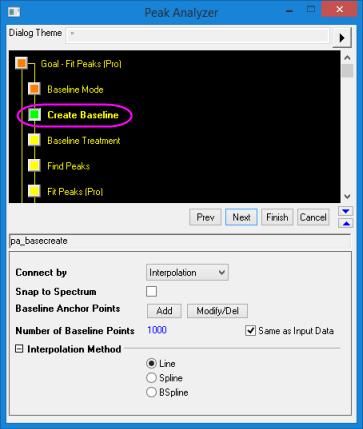 Peak Analyzer
Dialog Theme *
Goal - Fit Peaks (Pro)
Baseline Mode
Create Baseline
Baseline Treatment
Find Peaks
Fit Peaks (Pro)
Prev Next Finish Cancel
pa_basecreate
Connect by Interpolation
Snap to Spectrum
Baseline Anchor Points Add Modify/Del
Number of Baseline Points 1000 Same as Input Data
Interpolation Method
Line
Spline
BSpline